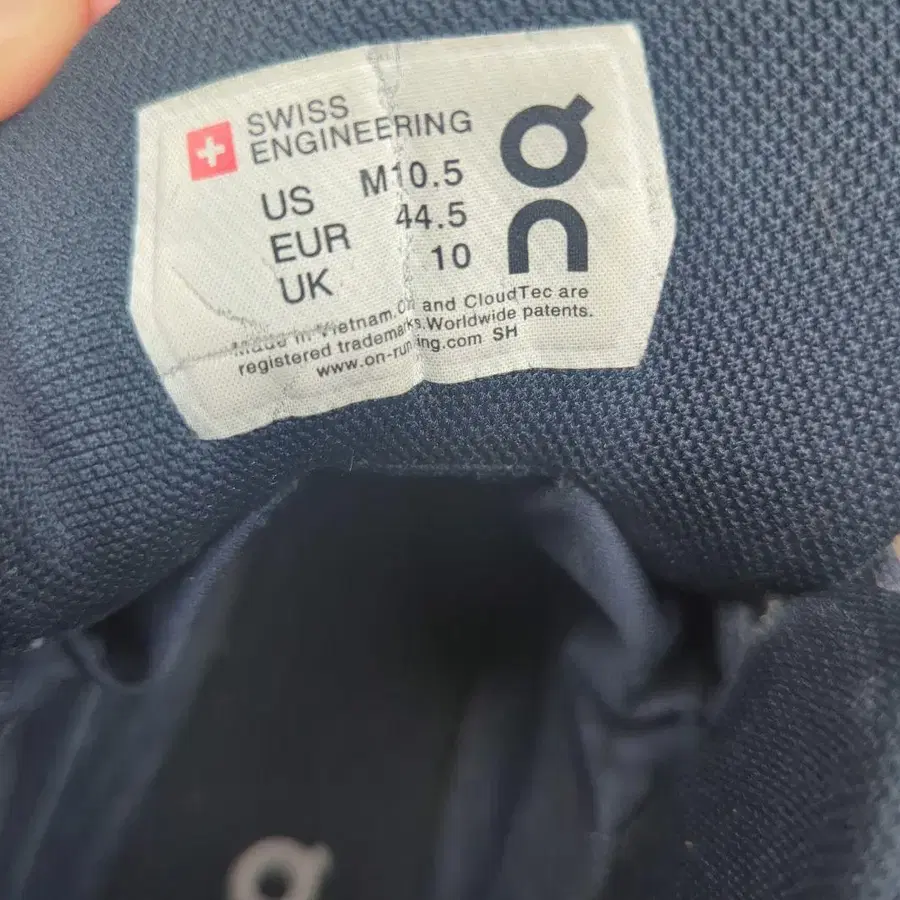 SWISS
ENGINEERING
US M10.5
EUR 44.5
UK 10
On
Made in Vietnam. On and CloudTec are
registered trademarks. Worldwide patents.
www.on-running.com SH